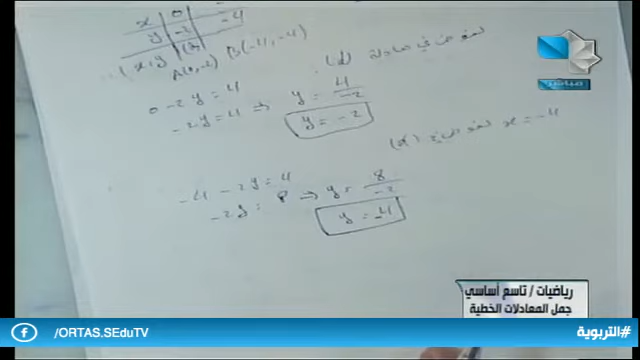 x | 0 | -4
y | -2 | -4
(x,y)
A(0,-2) B(-4,-4)
نعوض في معادلة (d)
0 - 2y = 4
-2y = 4 ⇒ y = 4/-2
y = -2
x = -4 نعوض في (d)
-4 - 2y = 4
-2y = 8 ⇒ y = 8/-2
y = -4
مباشر
رياضيات / تاسع أساسي
جمل المعادلات الخطية
f /ORTAS.SEduTV
#التربوية